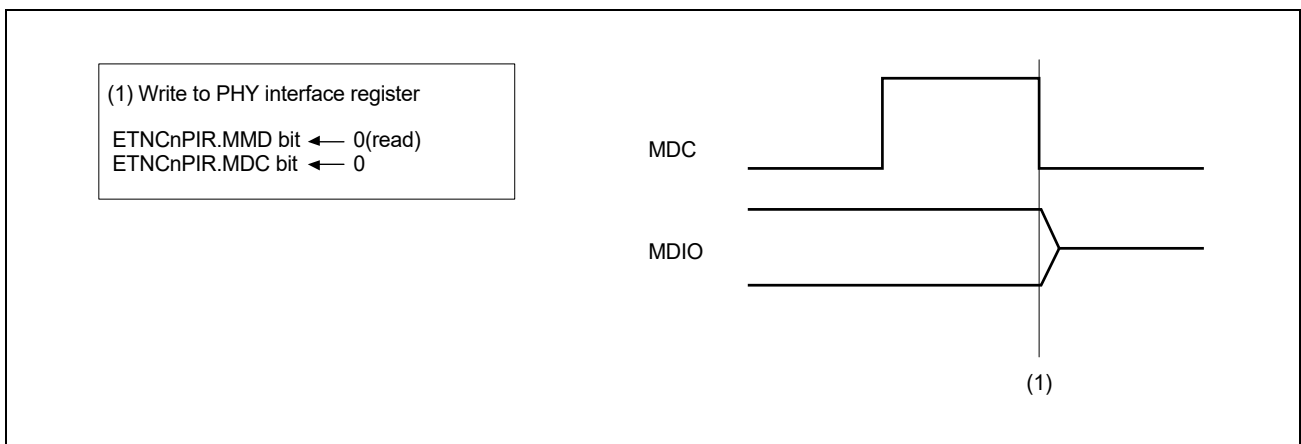 (1) Write to PHY interface register
ETNCnPIR.MMD bit ← 0(read)
ETNCnPIR.MDC bit ← 0
MDC
MDIO
(1)